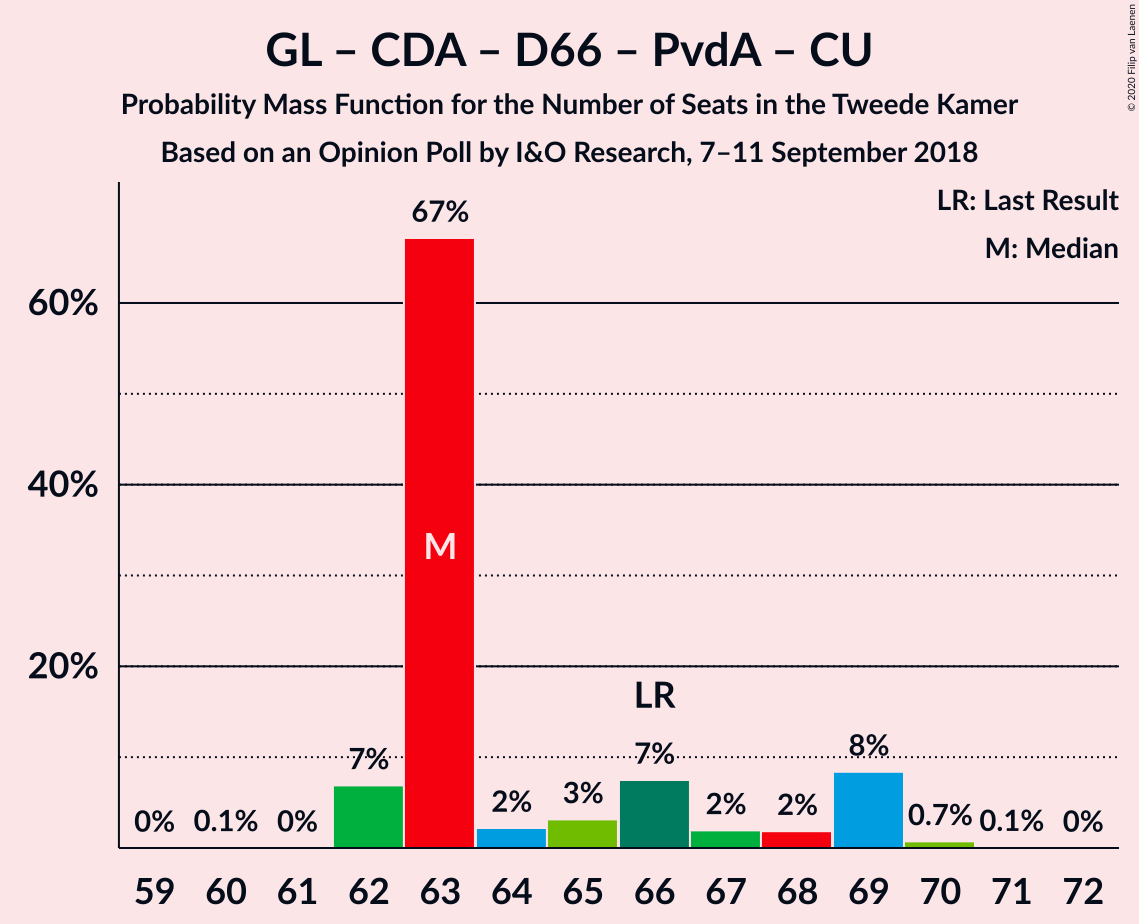 GL – CDA – D66 – PvdA – CU
Probability Mass Function for the Number of Seats in the Tweede Kamer
Based on an Opinion Poll by I&O Research, 7–11 September 2018
© 2020 Filip van Laenen
LR: Last Result
M: Median
67%
60%
40%
20%
M
LR
0%
0.1%
0%
7%
2%
3%
7%
2%
2%
8%
0.7%
0.1%
0%
59 60 61 62 63 64 65 66 67 68 69 70 71 72